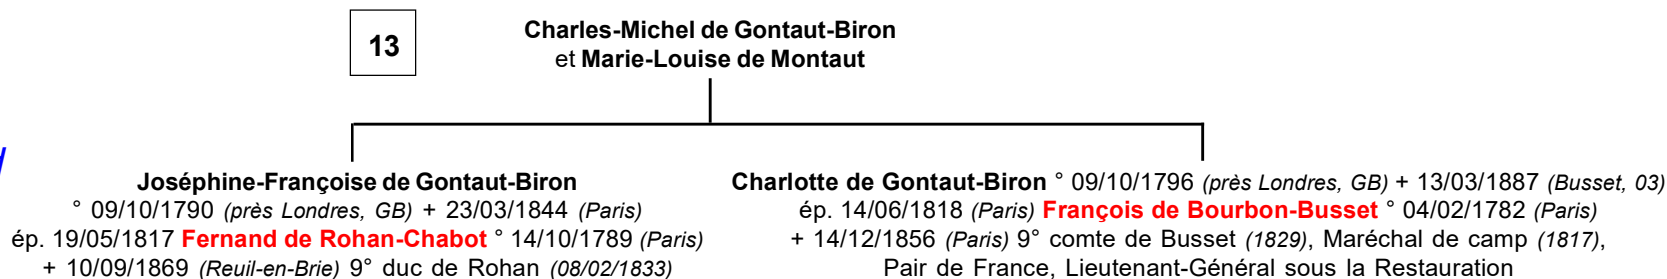 13
Charles-Michel de Gontaut-Biron
et Marie-Louise de Montaut
Joséphine-Françoise de Gontaut-Biron
° 09/10/1790 (près Londres, GB) + 23/03/1844 (Paris)
ép. 19/05/1817 Fernand de Rohan-Chabot ° 14/10/1789 (Paris)
+ 10/09/1869 (Reuil-en-Brie) 9° duc de Rohan (08/02/1833)
Charlotte de Gontaut-Biron ° 09/10/1796 (près Londres, GB) + 13/03/1887 (Busset, 03)
ép. 14/06/1818 (Paris) François de Bourbon-Busset ° 04/02/1782 (Paris)
+ 14/12/1856 (Paris) 9° comte de Busset (1829), Maréchal de camp (1817),
Pair de France, Lieutenant-Général sous la Restauration